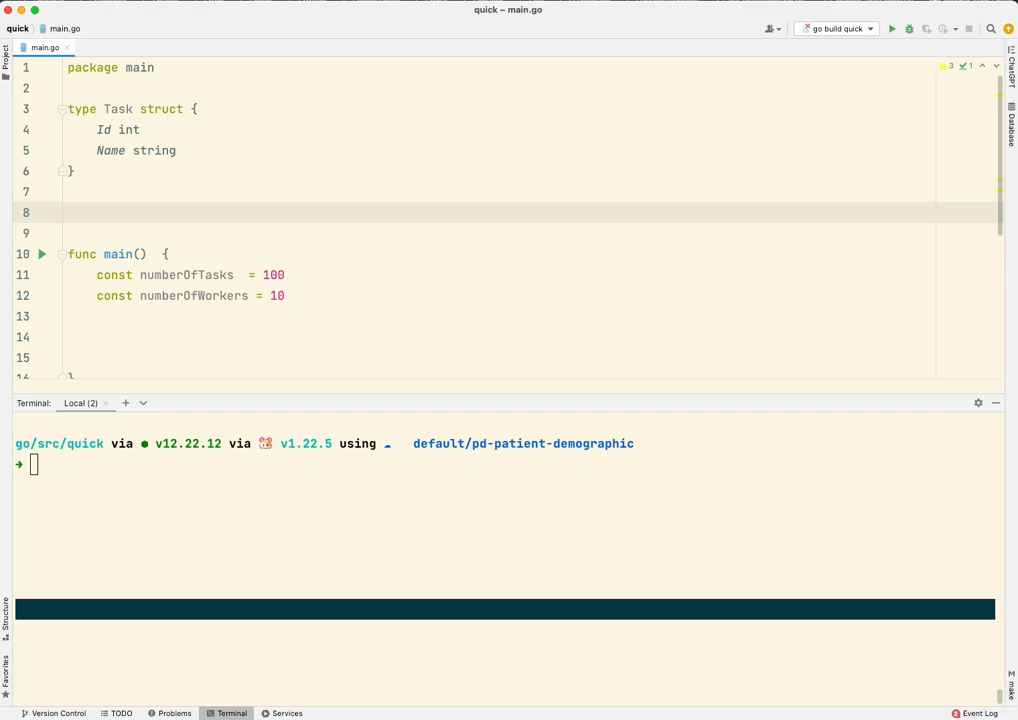 quick – main.go
quick main.go
go build quick
main.go
Project
1 package main
2
3 type Task struct {
4 Id int
5 Name string
6 }
7
8
9
10 func main() {
11 const numberOfTasks = 100
12 const numberOfWorkers = 10
13
14
15
16 }
3 1
ChatGPT
Database
Terminal: Local (2)
go/src/quick via v12.22.12 via v1.22.5 using default/pd-patient-demographic
Structure
Favorites
make
Version Control TODO Problems Terminal Services 2 Event Log